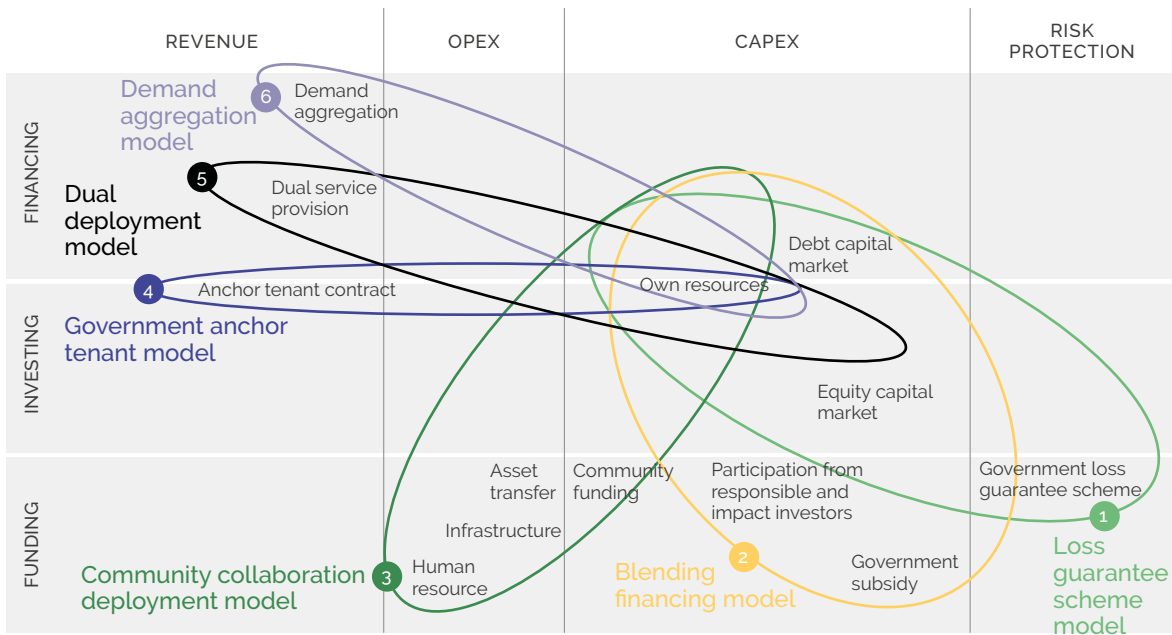 REVENUE
OPEX
CAPEX
RISK
PROTECTION
FINANCING
INVESTING
FUNDING
6
Demand
aggregation
model
Demand
aggregation
5
Dual
deployment
model
Dual service
provision
Debt capital
market
4
Anchor tenant contract
Own resources
Government anchor
tenant model
Equity capital
market
Asset
transfer
Community
funding
Participation from
responsible and
impact investors
Government loss
guarantee scheme
1
Loss
guarantee
scheme
model
Infrastructure
Human
resource
3
Community collaboration
deployment model
2
Blending
financing model
Government
subsidy